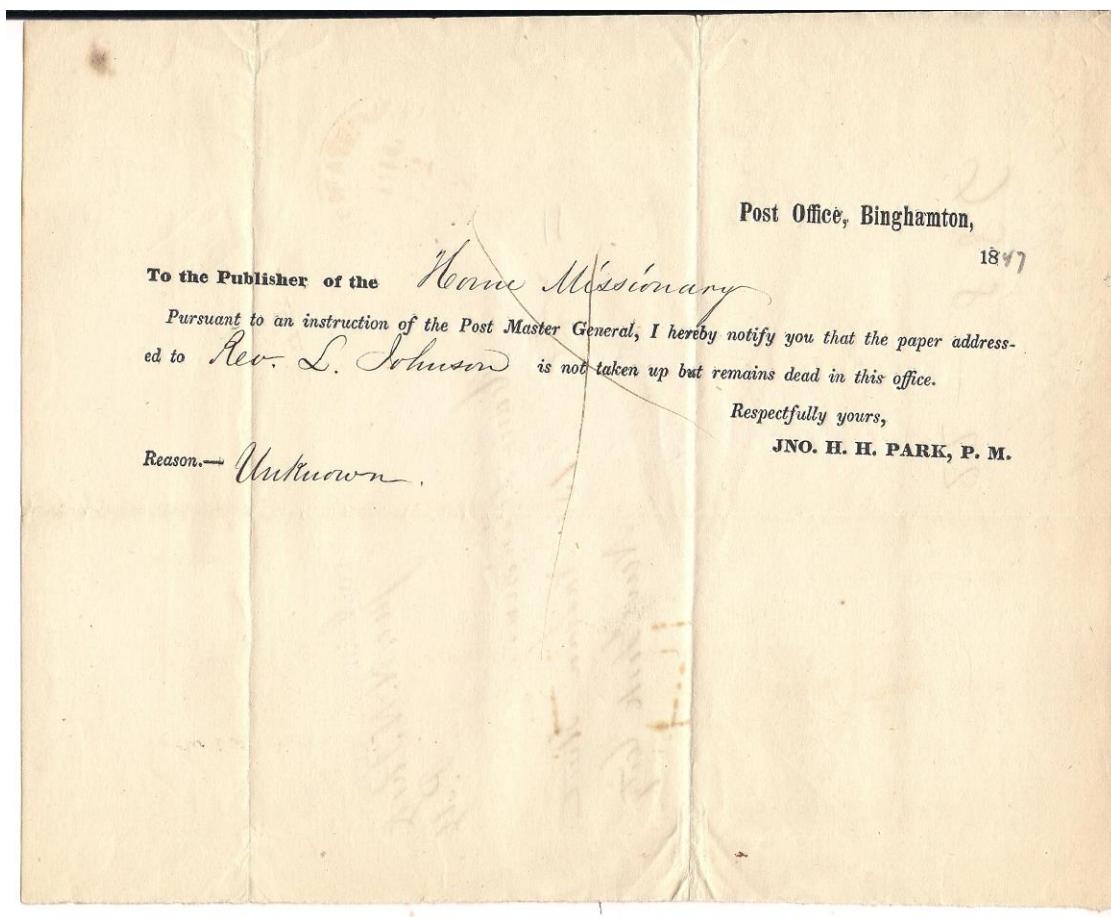 Post Office, Binghamton,
1847
To the Publisher of the Home Missionary
Pursuant to an instruction of the Post Master General, I hereby notify you that the paper address-
ed to Rev. L. Johnson is not taken up but remains dead in this office.
Respectfully yours,
JNO. H. H. PARK, P. M.
Reason.— Unknown.